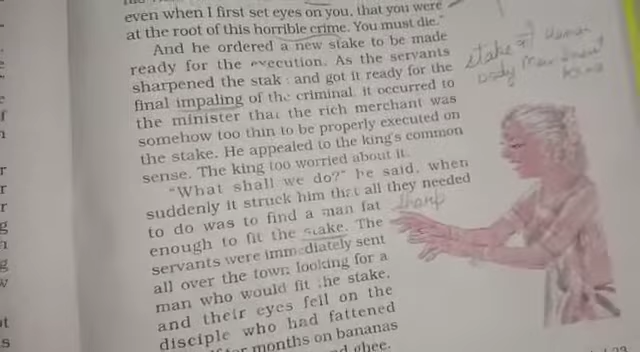 even when I first set eyes on you, that you were
at the root of this horrible crime. You must die."
And he ordered a new stake to be made
ready for the execution. As the servants
sharpened the stak and got it ready for the
final impaling of the criminal, it occurred to
the minister that the rich merchant was
somehow too thin to be properly executed on
the stake. He appealed to the king's common
sense. The king too worried about it.
"What shall we do?" he said, when
suddenly it struck him that all they needed
to do was to find a man fat
enough to fit the stake. The
servants were immediately sent
all over the town looking for a
man who would fit the stake,
and their eyes fell on the
disciple who had fattened
months on bananas
ghee.
stake of
body
sharp